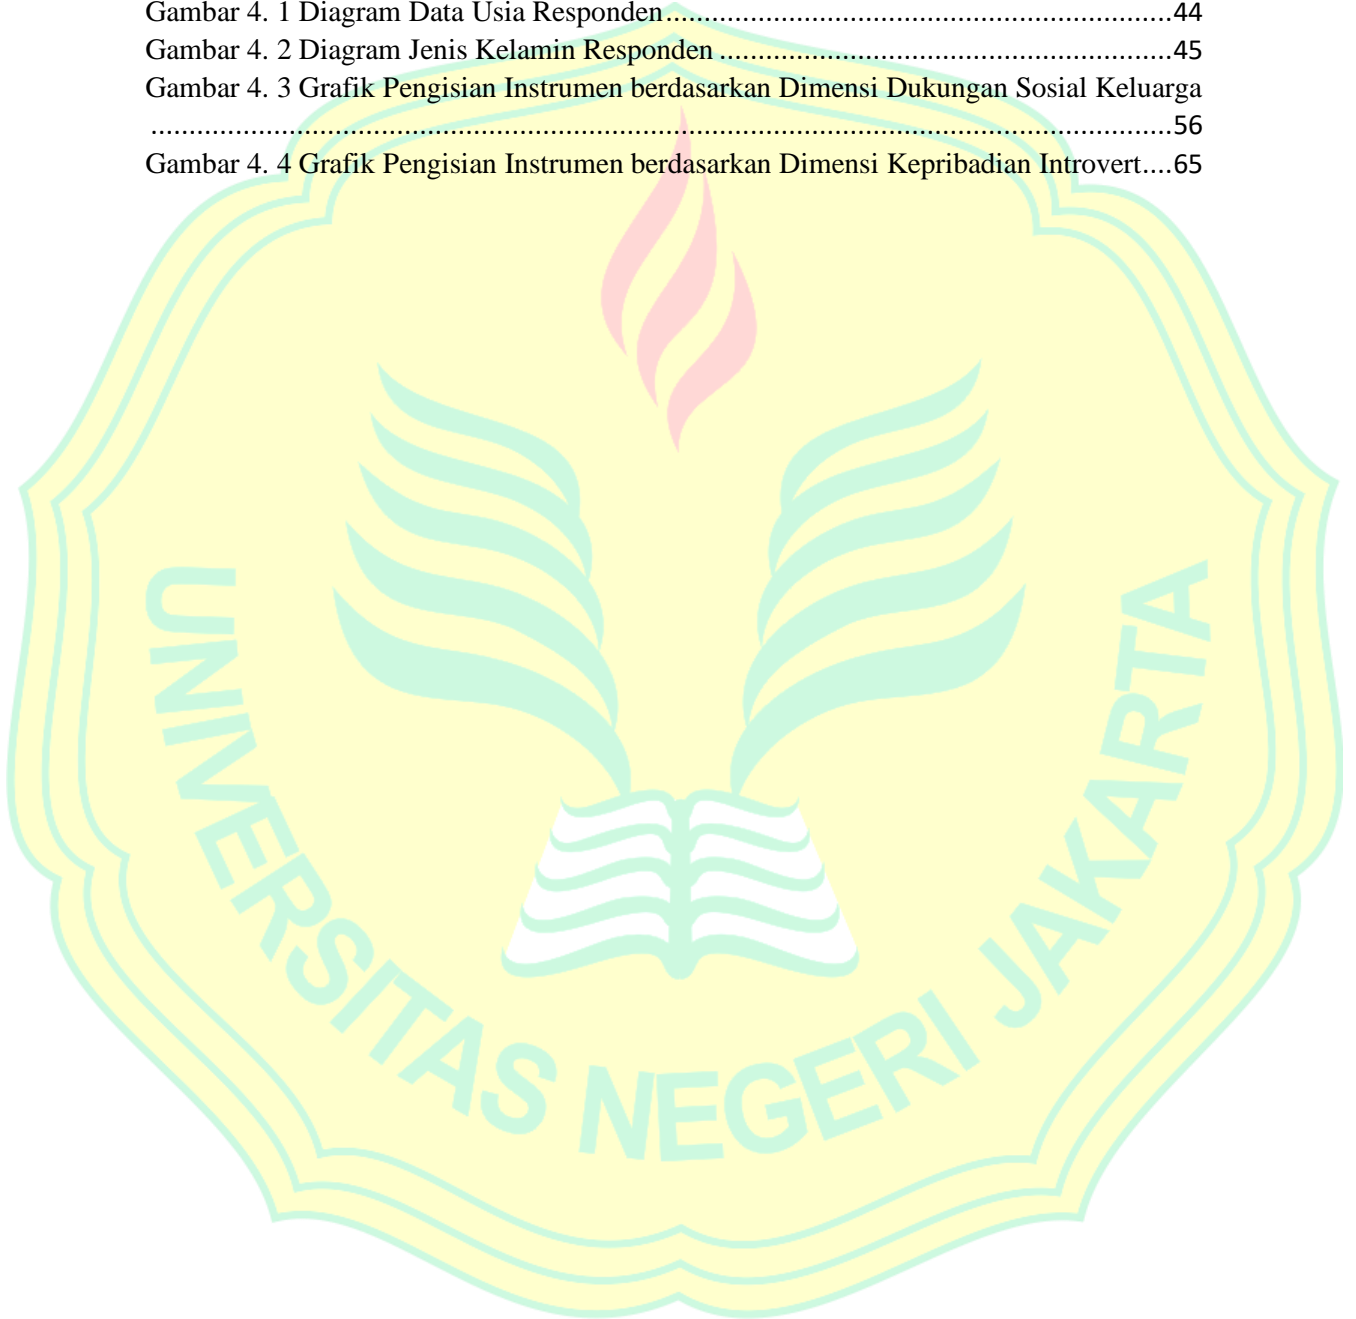 Gambar 4. 1 Diagram Data Usia Responden....................................................................44
Gambar 4. 2 Diagram Jenis Kelamin Responden .............................................................45
Gambar 4. 3 Grafik Pengisian Instrumen berdasarkan Dimensi Dukungan Sosial Keluarga
........................................................................................................................................56
Gambar 4. 4 Grafik Pengisian Instrumen berdasarkan Dimensi Kepribadian Introvert....65
UNIVERSITAS NEGERI JAKARTA